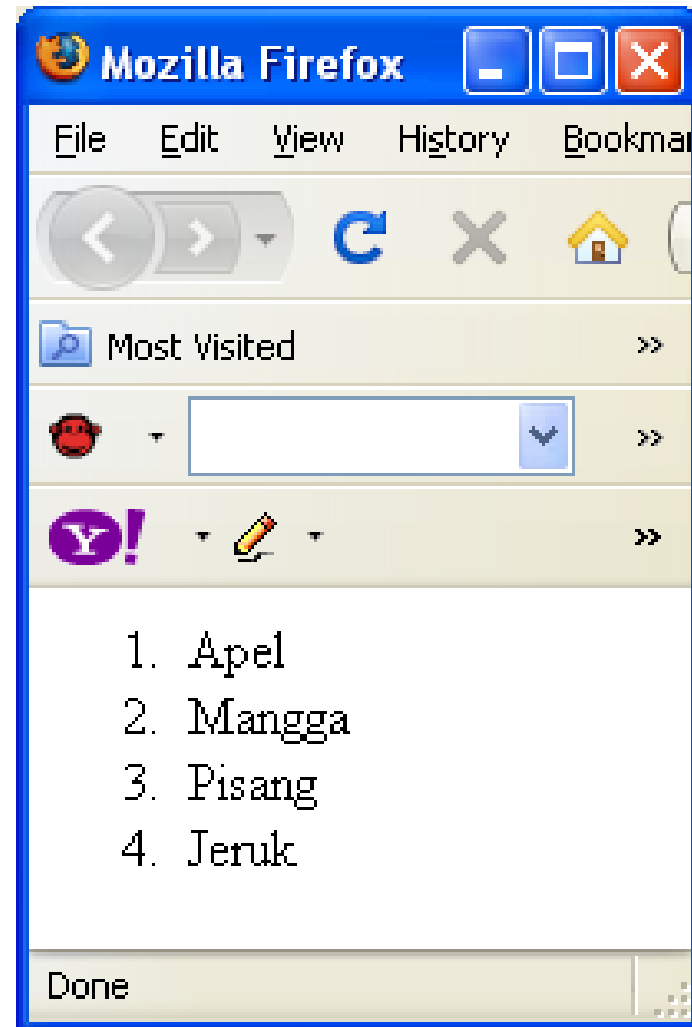 Mozilla Firefox
File Edit View History
Most Visited
Y!
1. Apel
2. Mangga
3. Pisang
4. Jeruk
Done